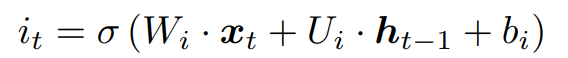 i_t = σ (W_i · x_t + U_i · h_{t−1} + b_i)